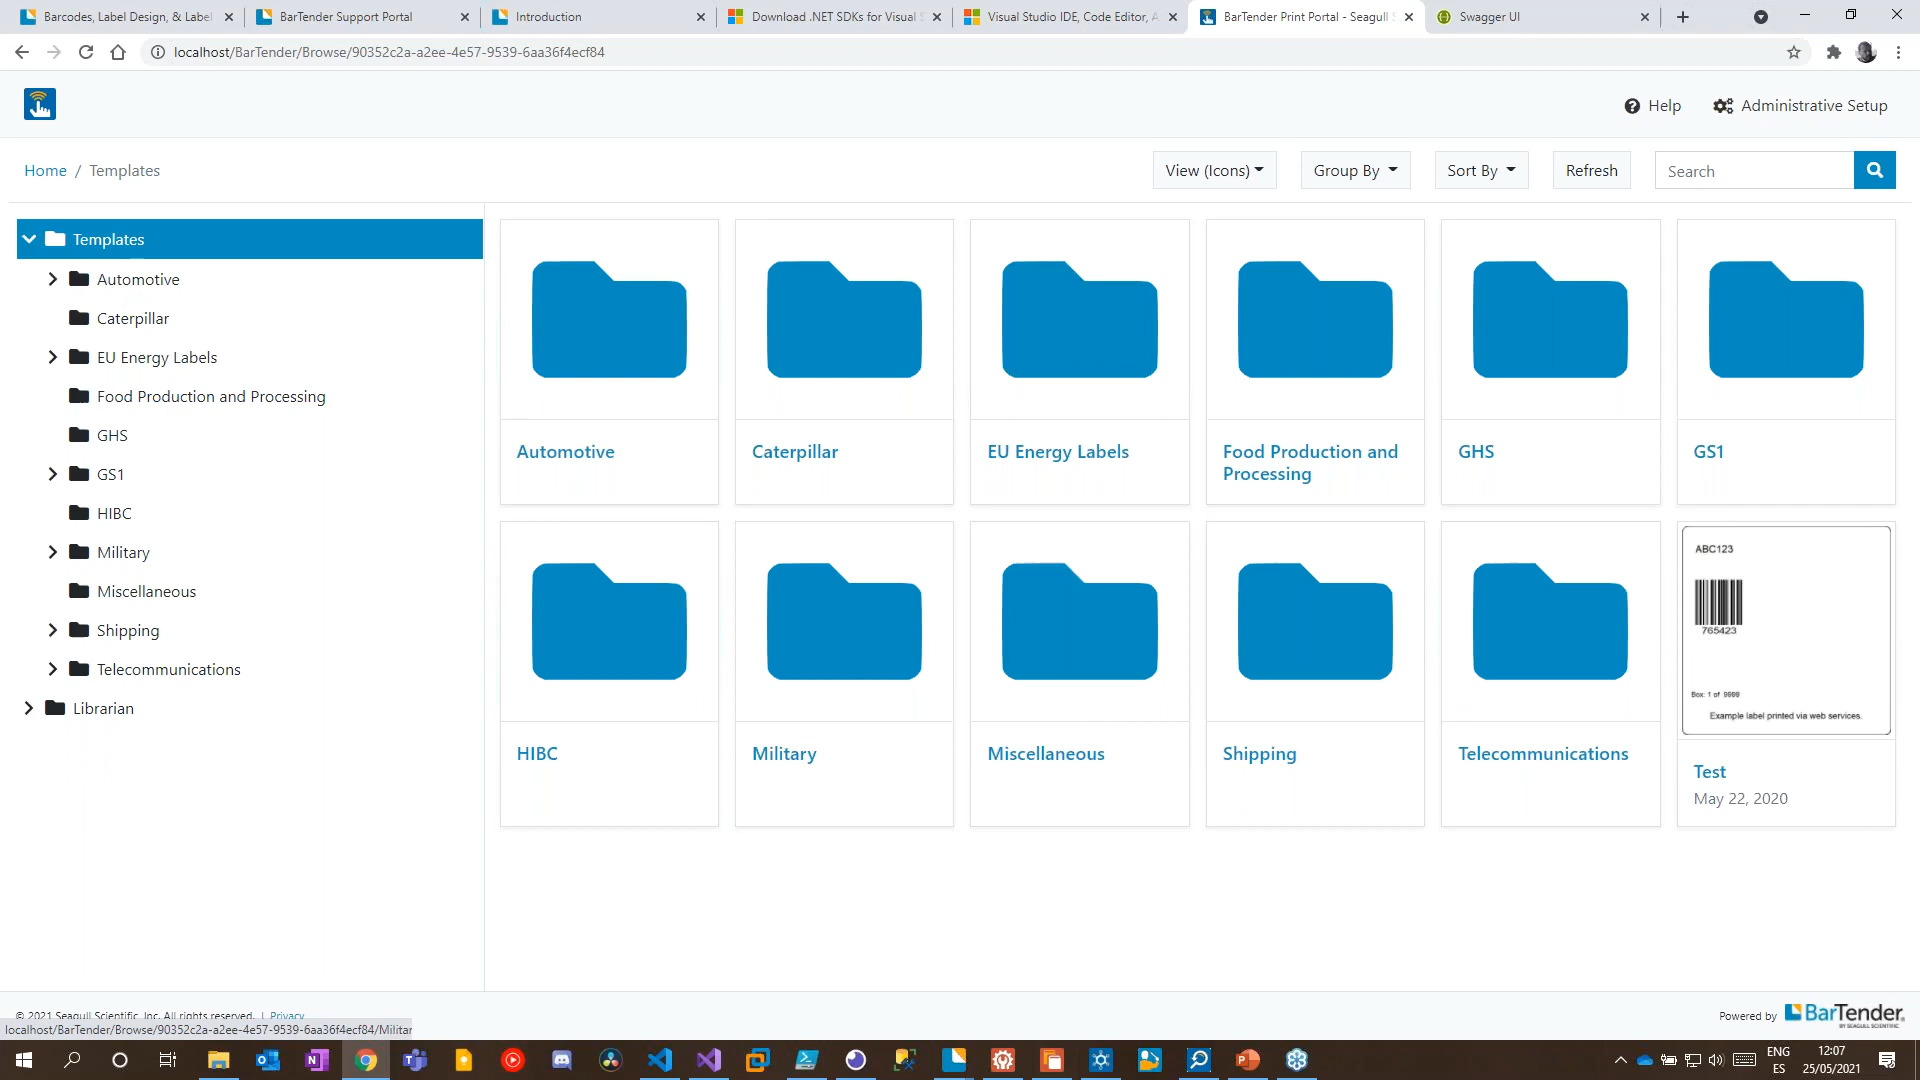 Barcodes, Label Design, & Label
BarTender Support Portal
Introduction
Download .NET SDKs for Visual S
Visual Studio IDE, Code Editor, A
BarTender Print Portal - Seagull S
Swagger UI
localhost/BarTender/Browse/90352c2a-a2ee-4e57-9539-6aa36f4ecf84
Help
Administrative Setup
Home / Templates
View (Icons)
Group By
Sort By
Refresh
Search
Templates
Automotive
Caterpillar
EU Energy Labels
Food Production and Processing
GHS
GS1
HIBC
Military
Miscellaneous
Shipping
Telecommunications
Librarian
Automotive
Caterpillar
EU Energy Labels
Food Production and
Processing
GHS
GS1
HIBC
Military
Miscellaneous
Shipping
Telecommunications
ABC123
765423
Box: 1 of 9999
Example label printed via web services.
Test
May 22, 2020
© 2021 Seagull Scientific, Inc. All rights reserved. | Privacy
localhost/BarTender/Browse/90352c2a-a2ee-4e57-9539-6aa36f4ecf84/Militar
Powered by
BarTender
BY SEAGULL SCIENTIFIC
ENG
ES
12:07
25/05/2021